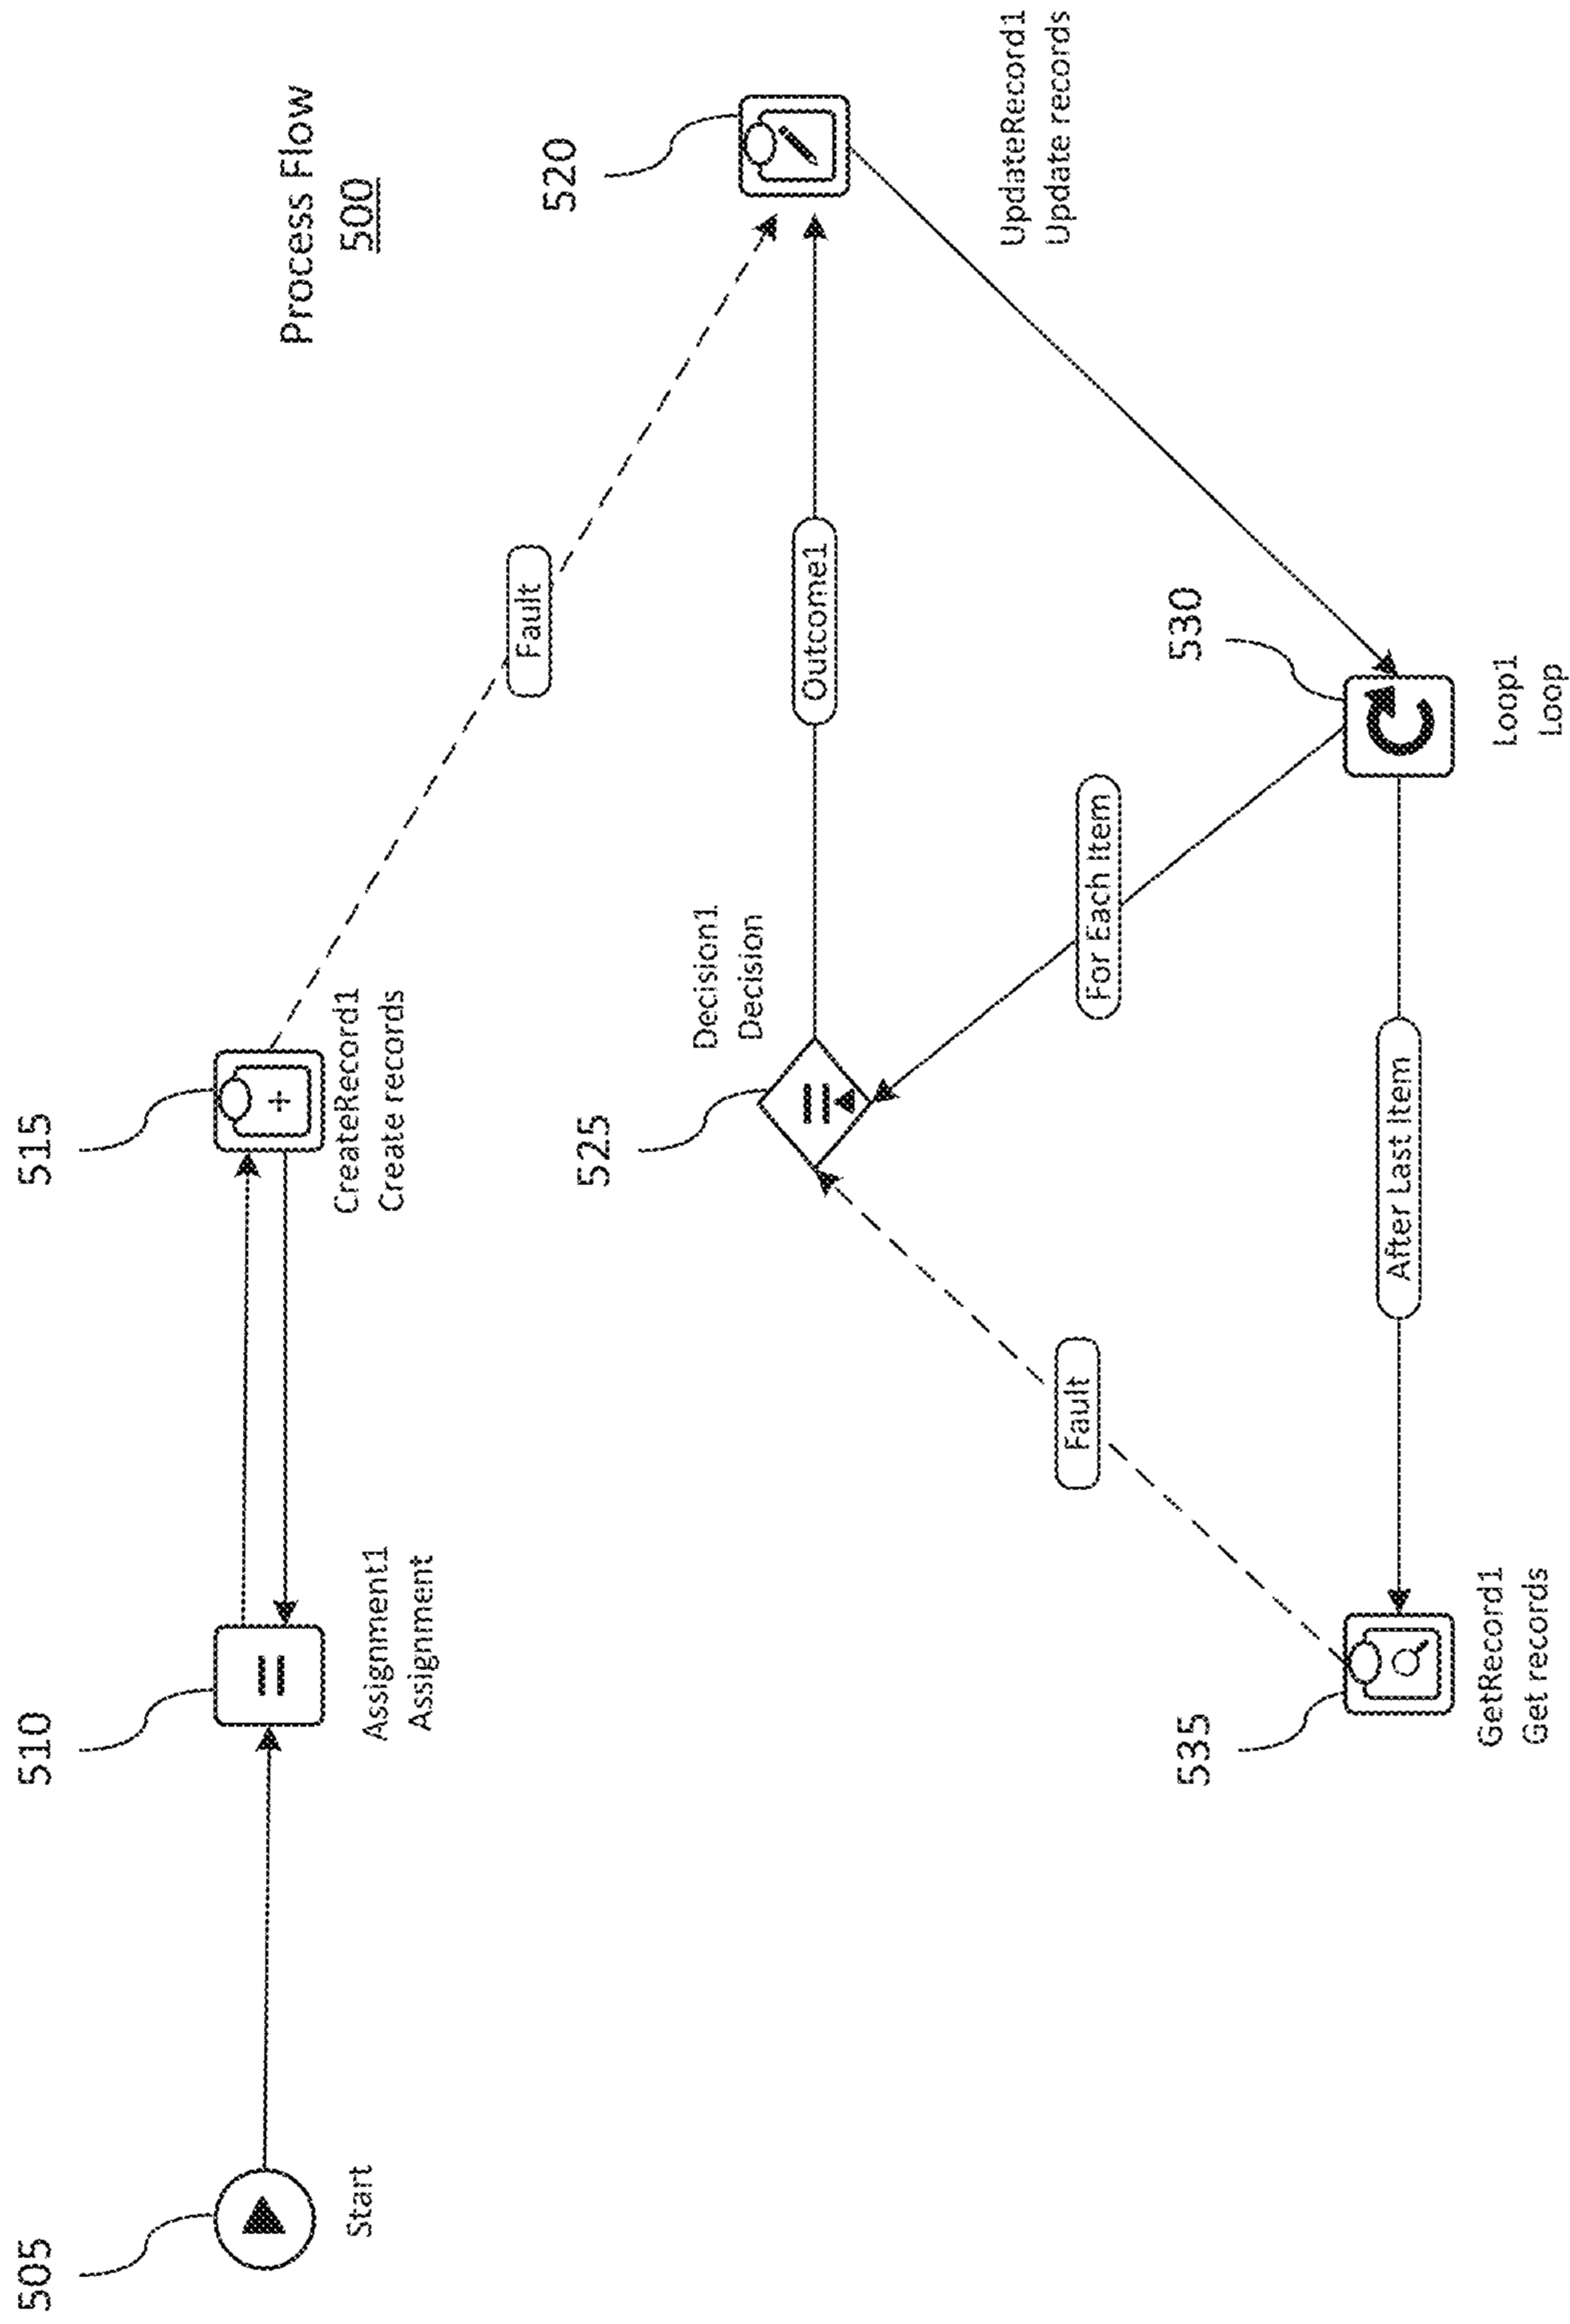 Process Flow
500
505
Start
510
Assignment1
Assignment
515
CreateRecord1
Create records
Fault
520
UpdateRecord1
Update records
525
Decision1
Decision
Outcome1
For Each Item
530
Loop1
Loop
After Last Item
Fault
535
GetRecord1
Get records